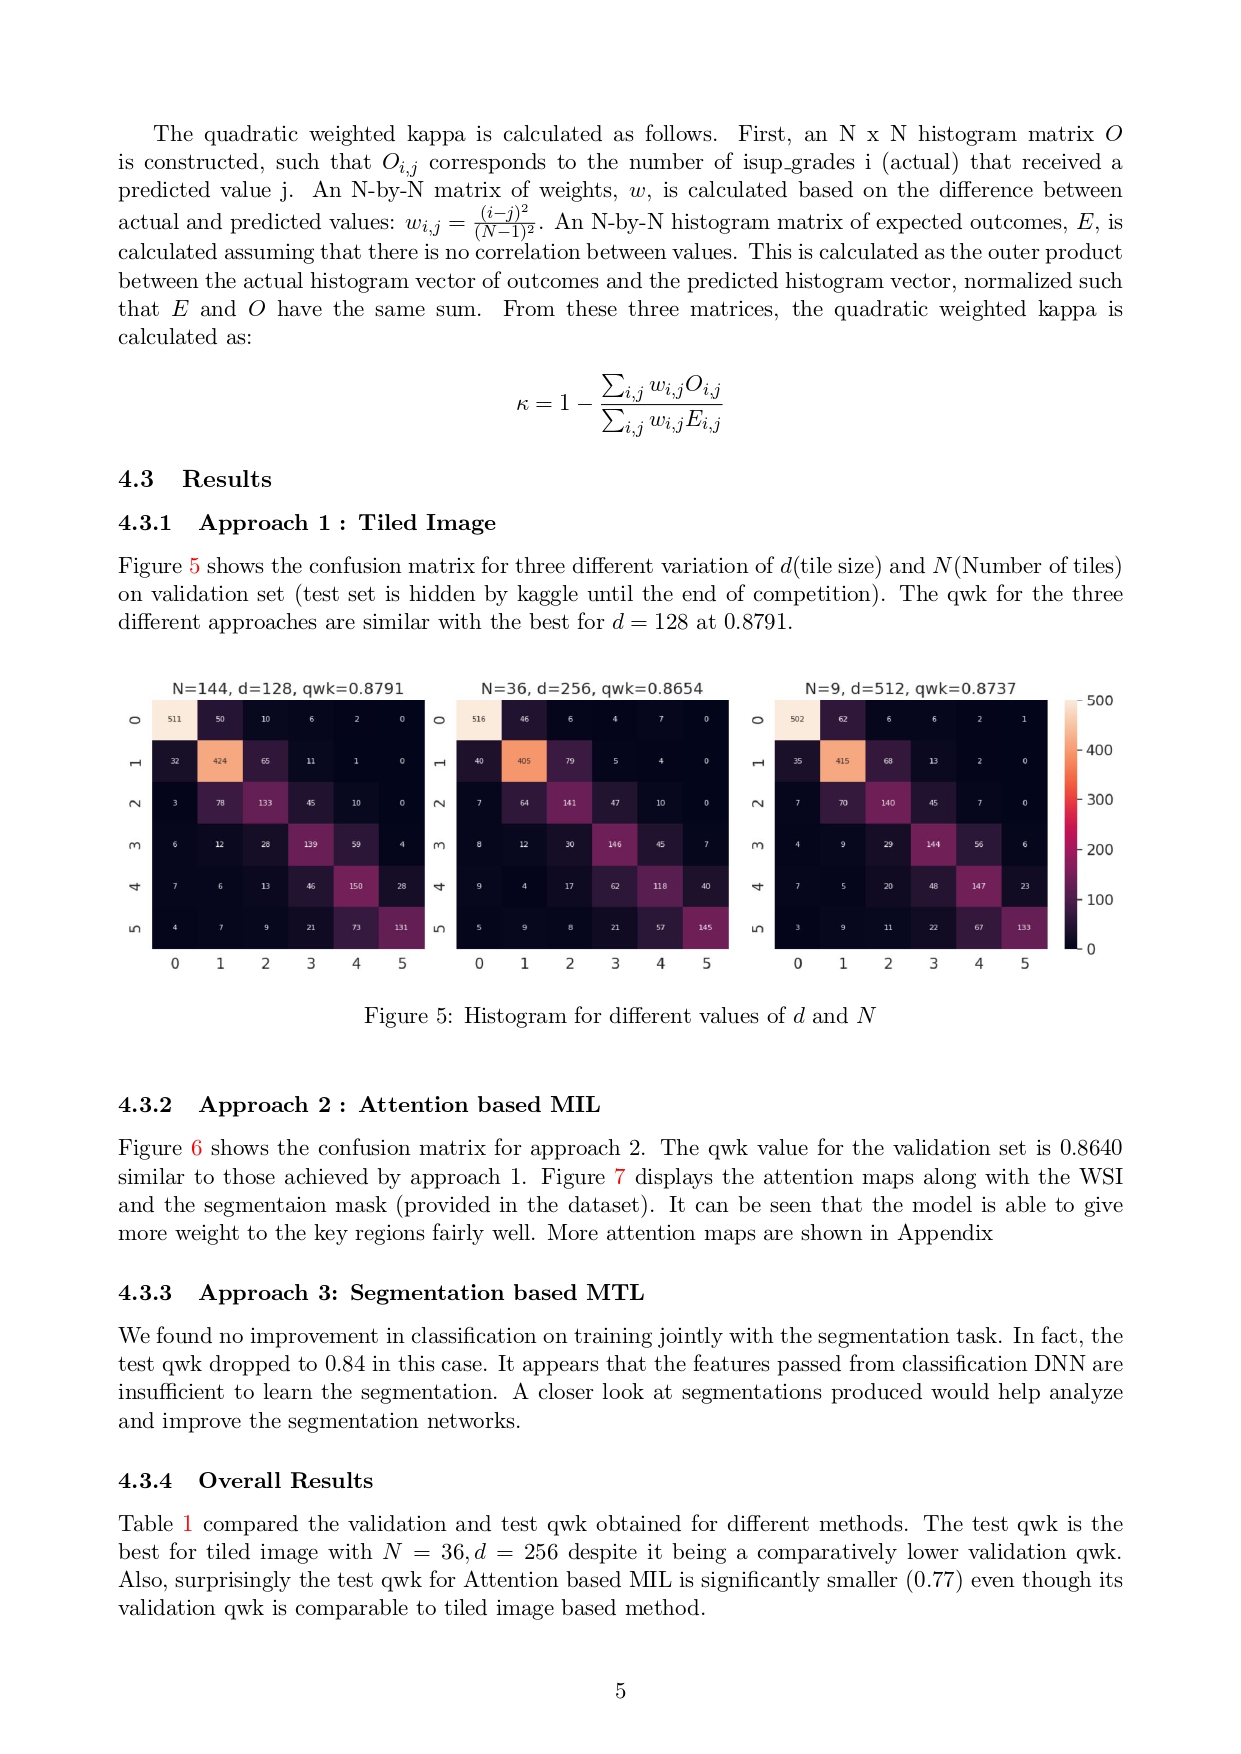 The quadratic weighted kappa is calculated as follows. First, an N x N histogram matrix O
is constructed, such that O_{i,j} corresponds to the number of isup_grades i (actual) that received a
predicted value j. An N-by-N matrix of weights, w, is calculated based on the difference between
actual and predicted values: w_{i,j} = \frac{(i−j)^2}{(N−1)^2}. An N-by-N histogram matrix of expected outcomes, E, is
calculated assuming that there is no correlation between values. This is calculated as the outer product
between the actual histogram vector of outcomes and the predicted histogram vector, normalized such
that E and O have the same sum. From these three matrices, the quadratic weighted kappa is
calculated as:
κ = 1 − \frac{∑_{i,j} w_{i,j}O_{i,j}}{∑_{i,j} w_{i,j}E_{i,j}}
4.3 Results
4.3.1 Approach 1 : Tiled Image
Figure 5 shows the confusion matrix for three different variation of d(tile size) and N(Number of tiles)
on validation set (test set is hidden by kaggle until the end of competition). The qwk for the three
different approaches are similar with the best for d = 128 at 0.8791.
N=144, d=128, qwk=0.8791
0 511 50 10 6 2 0
1 32 424 65 11 1 0
2 3 78 133 45 10 0
3 6 12 28 139 59 4
4 7 6 13 46 150 28
5 4 7 9 21 73 131
0 1 2 3 4 5
N=36, d=256, qwk=0.8654
0 516 46 6 4 7 0
1 40 405 79 5 4 0
2 7 64 141 47 10 0
3 8 12 30 146 45 7
4 9 4 17 62 118 40
5 5 9 8 21 57 145
0 1 2 3 4 5
N=9, d=512, qwk=0.8737
0 502 62 6 6 2 1
1 35 415 68 13 2 0
2 7 70 140 45 7 0
3 4 9 29 144 56 6
4 7 5 20 48 147 23
5 3 9 11 22 67 133
0 1 2 3 4 5
500
400
300
200
100
0
Figure 5: Histogram for different values of d and N
4.3.2 Approach 2 : Attention based MIL
Figure 6 shows the confusion matrix for approach 2. The qwk value for the validation set is 0.8640
similar to those achieved by approach 1. Figure 7 displays the attention maps along with the WSI
and the segmentaion mask (provided in the dataset). It can be seen that the model is able to give
more weight to the key regions fairly well. More attention maps are shown in Appendix
4.3.3 Approach 3: Segmentation based MTL
We found no improvement in classification on training jointly with the segmentation task. In fact, the
test qwk dropped to 0.84 in this case. It appears that the features passed from classification DNN are
insufficient to learn the segmentation. A closer look at segmentations produced would help analyze
and improve the segmentation networks.
4.3.4 Overall Results
Table 1 compared the validation and test qwk obtained for different methods. The test qwk is the
best for tiled image with N = 36, d = 256 despite it being a comparatively lower validation qwk.
Also, surprisingly the test qwk for Attention based MIL is significantly smaller (0.77) even though its
validation qwk is comparable to tiled image based method.
5